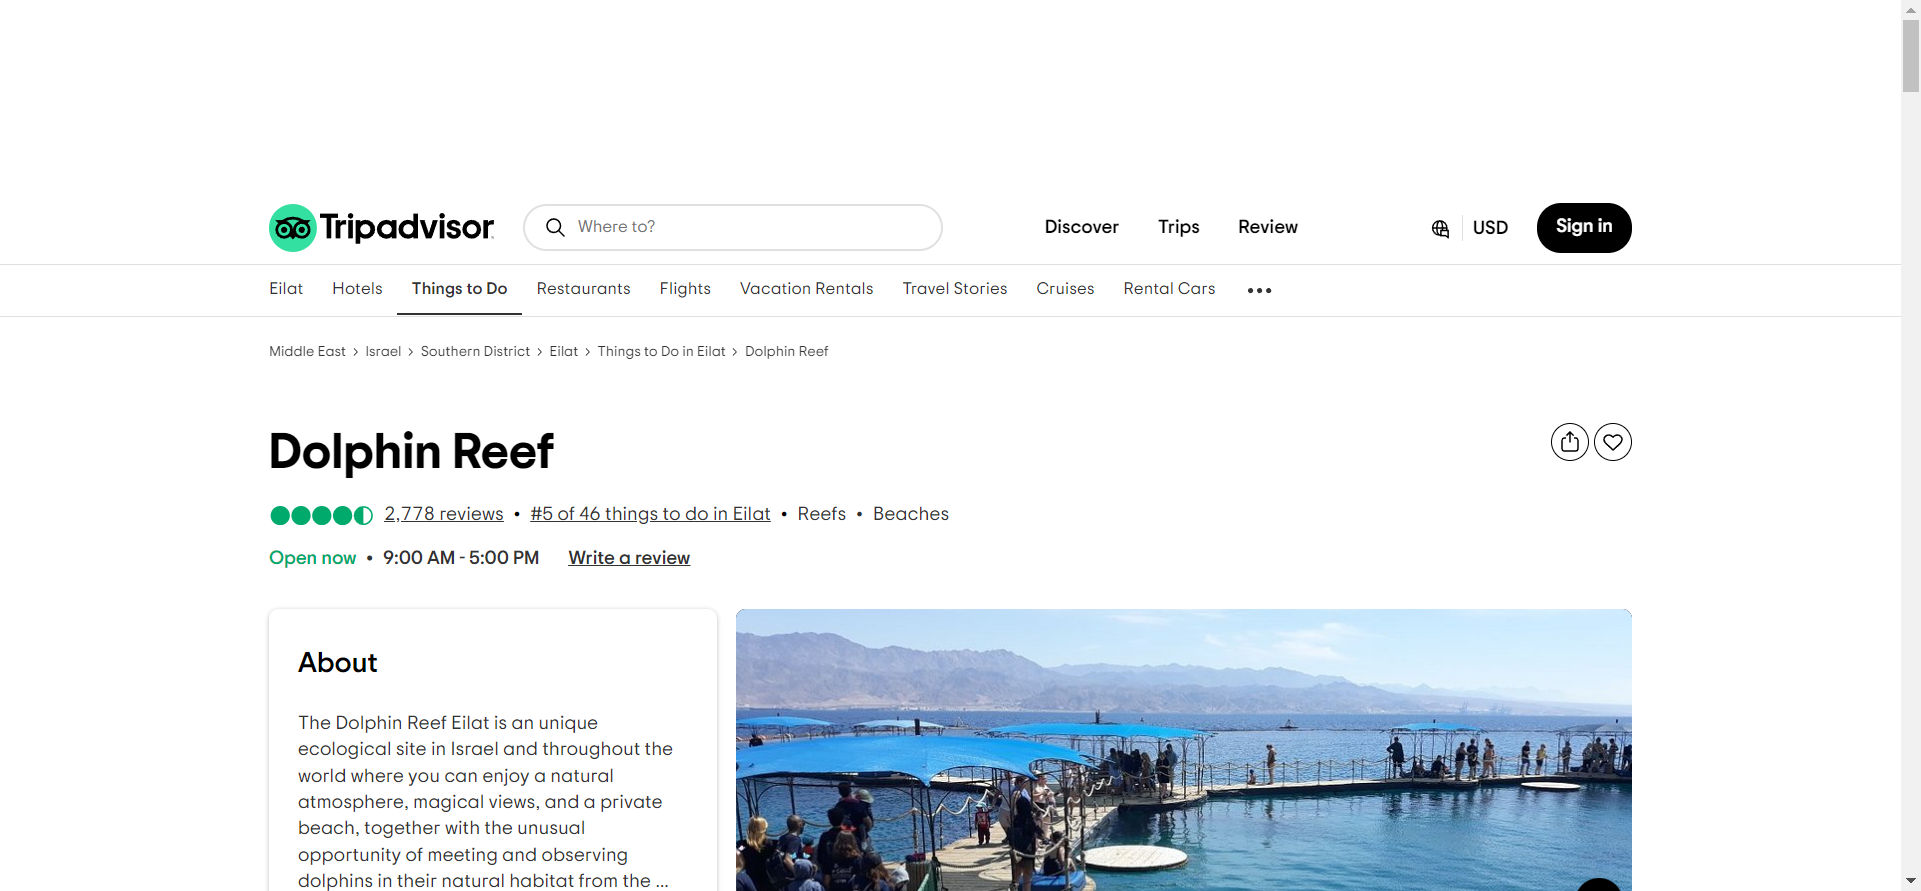 Tripadvisor
Where to?
Discover
Trips
Review
USD
Sign in
Eilat
Hotels
Things to Do
Restaurants
Flights
Vacation Rentals
Travel Stories
Cruises
Rental Cars
Middle East > Israel > Southern District > Eilat > Things to Do in Eilat > Dolphin Reef
Dolphin Reef
2,778 reviews • #5 of 46 things to do in Eilat • Reefs • Beaches
Open now • 9:00 AM - 5:00 PM
Write a review
About
The Dolphin Reef Eilat is an unique
ecological site in Israel and throughout the
world where you can enjoy a natural
atmosphere, magical views, and a private
beach, together with the unusual
opportunity of meeting and observing
dolphins in their natural habitat from the ...